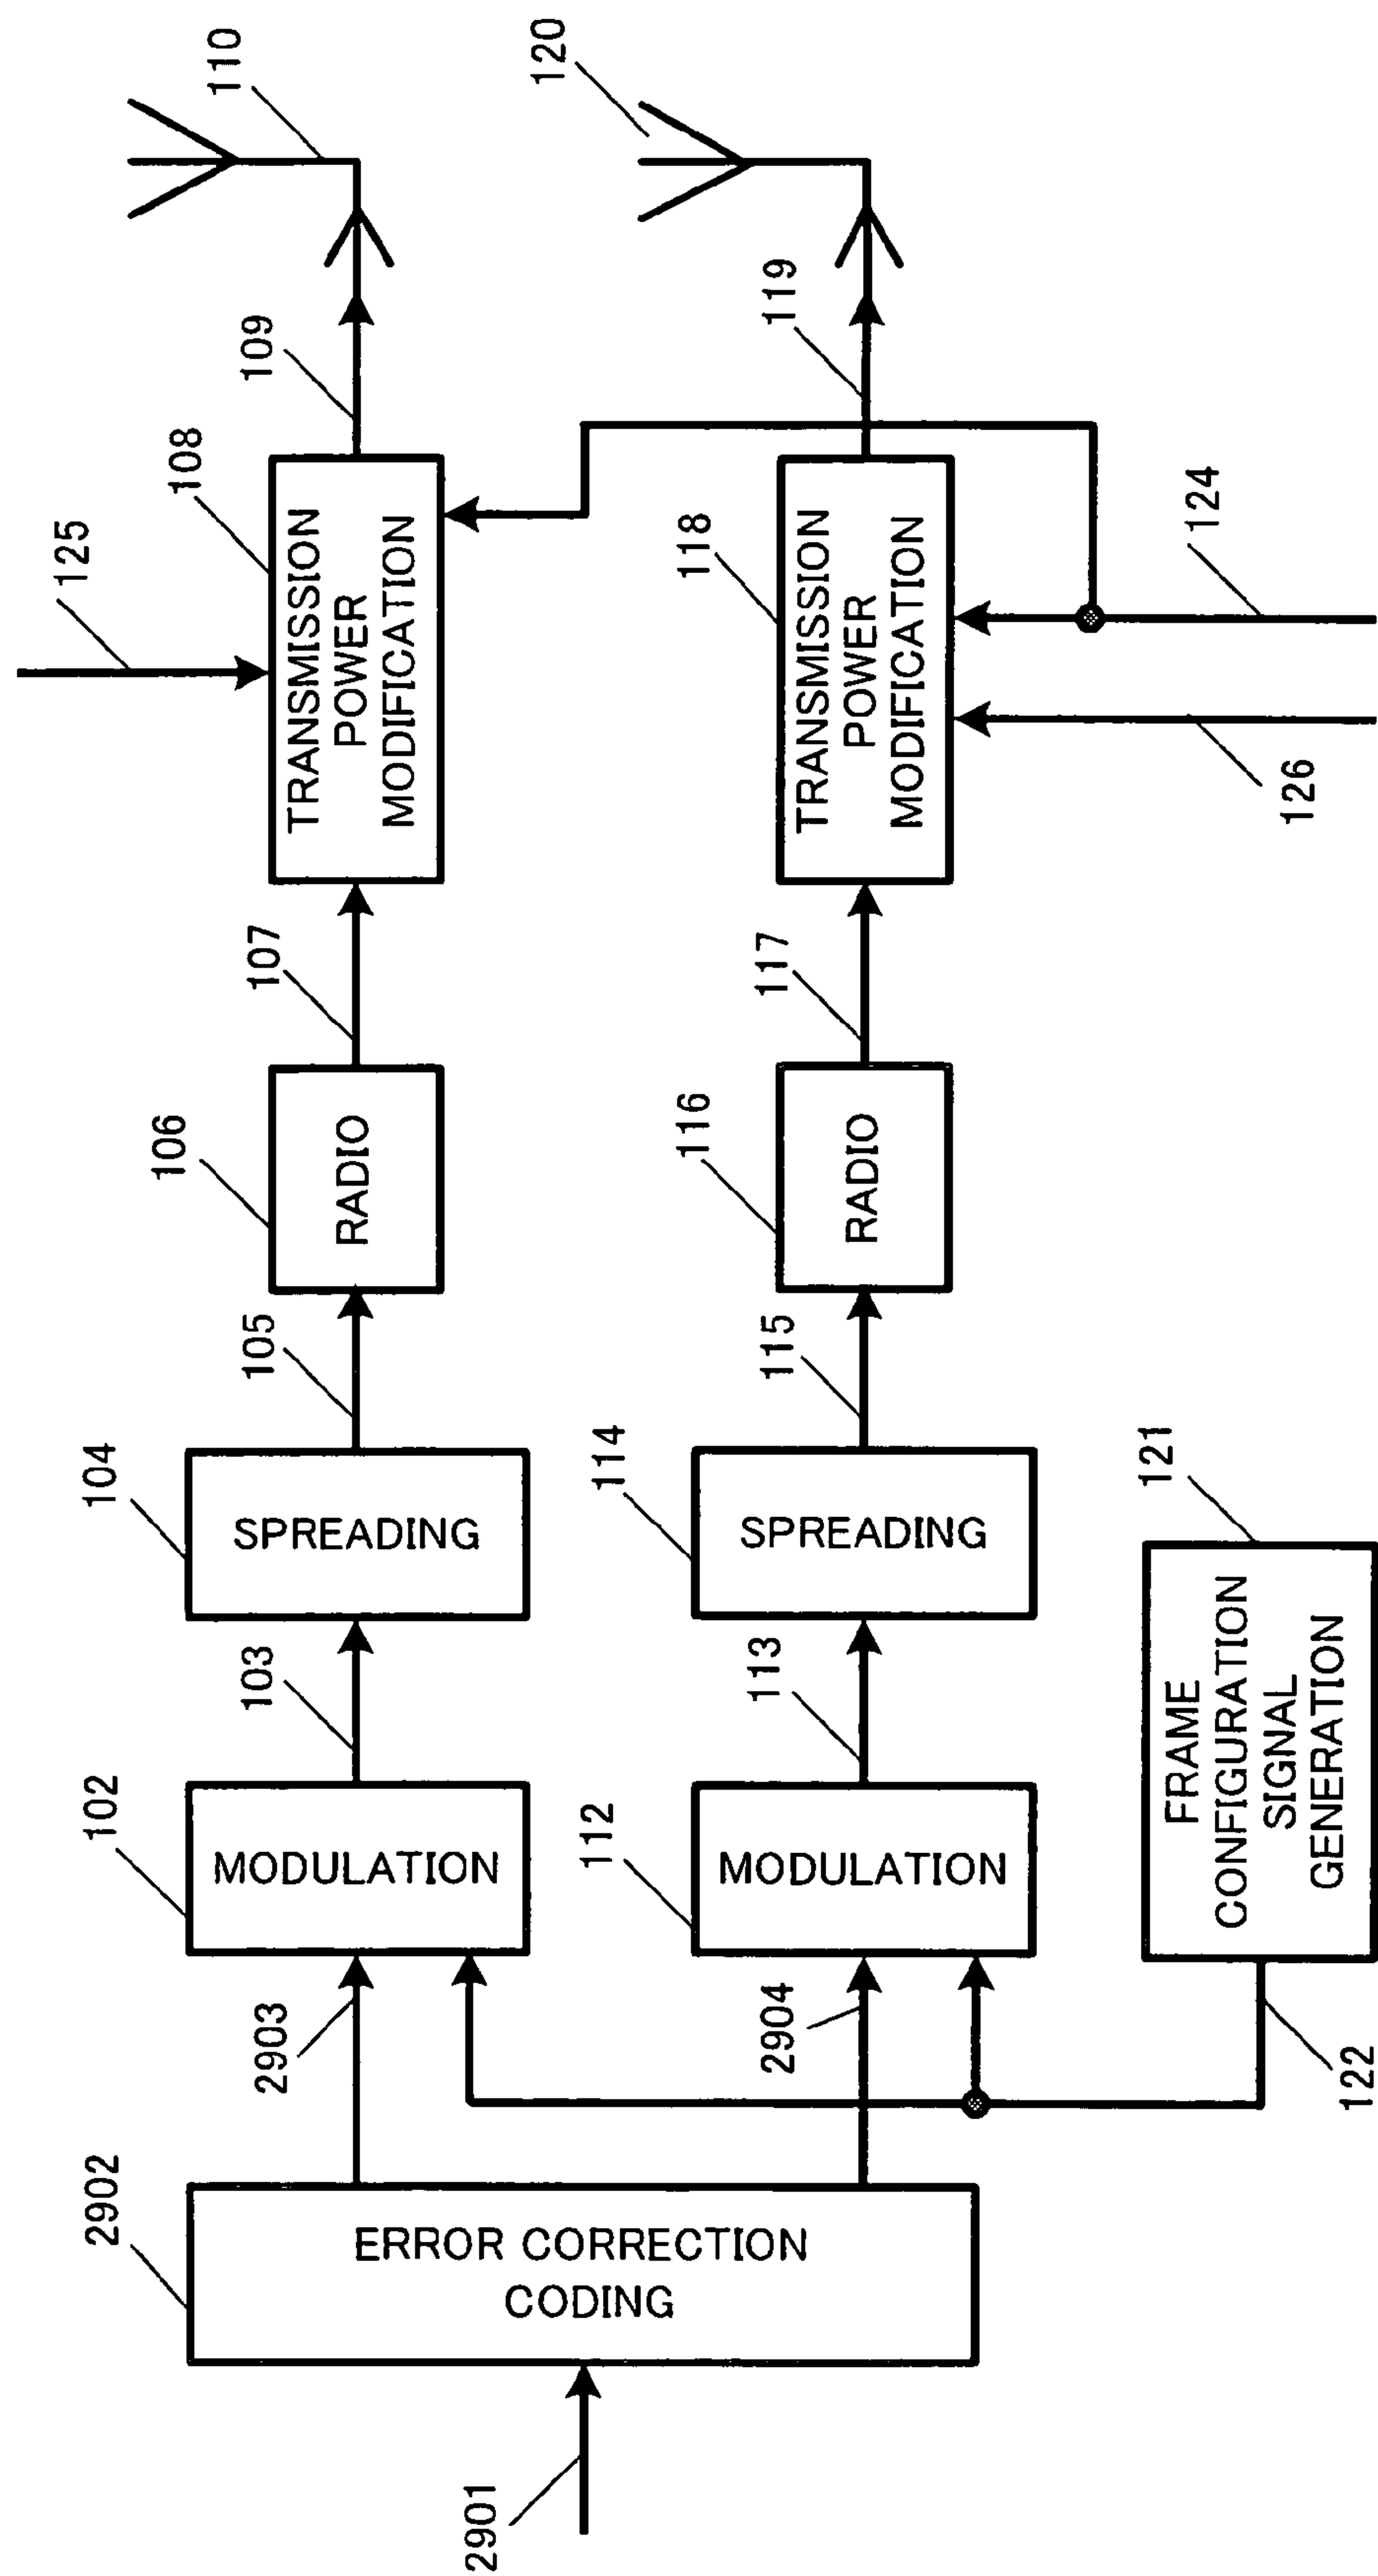 2901
2902
ERROR CORRECTION
CODING
2903
102
MODULATION
103
104
SPREADING
105
106
RADIO
107
125
108
TRANSMISSION
POWER
MODIFICATION
109
110
2904
112
MODULATION
113
114
SPREADING
115
116
RADIO
117
118
TRANSMISSION
POWER
MODIFICATION
119
120
122
121
FRAME
CONFIGURATION
SIGNAL
GENERATION
126
124